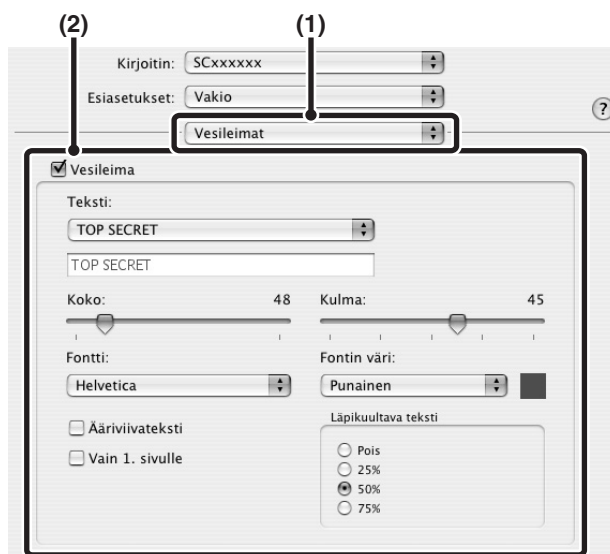 (2) (1)
Kirjoitin: SCxxxxxx
Esiasetukset: Vakio
?
Vesileimat
Vesileima
Teksti:
TOP SECRET
TOP SECRET
Koko: 48 Kulma: 45
Fontti: Fontin väri:
Helvetica Punainen
Ääriviivateksti Läpikuultava teksti
Vain 1. sivulle
Pois
25%
50%
75%